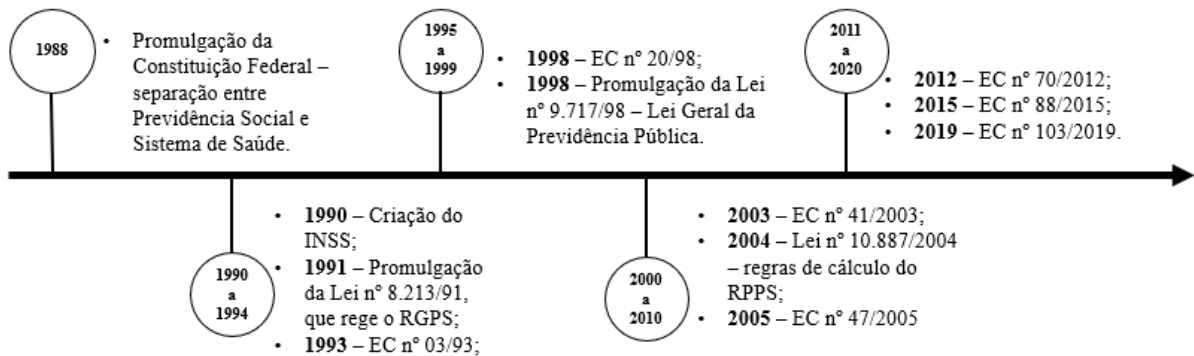 1988
• Promulgação da
Constituição Federal –
separação entre
Previdência Social e
Sistema de Saúde.
1990
a
1994
• 1990 – Criação do
INSS;
• 1991 – Promulgação
da Lei nº 8.213/91,
que rege o RGPS;
• 1993 – EC nº 03/93;
1995
a
1999
• 1998 – EC nº 20/98;
• 1998 – Promulgação da Lei
nº 9.717/98 – Lei Geral da
Previdência Pública.
2000
a
2010
• 2003 – EC nº 41/2003;
• 2004 – Lei nº 10.887/2004
– regras de cálculo do
RPPS;
• 2005 – EC nº 47/2005
2011
a
2020
• 2012 – EC nº 70/2012;
• 2015 – EC nº 88/2015;
• 2019 – EC nº 103/2019.